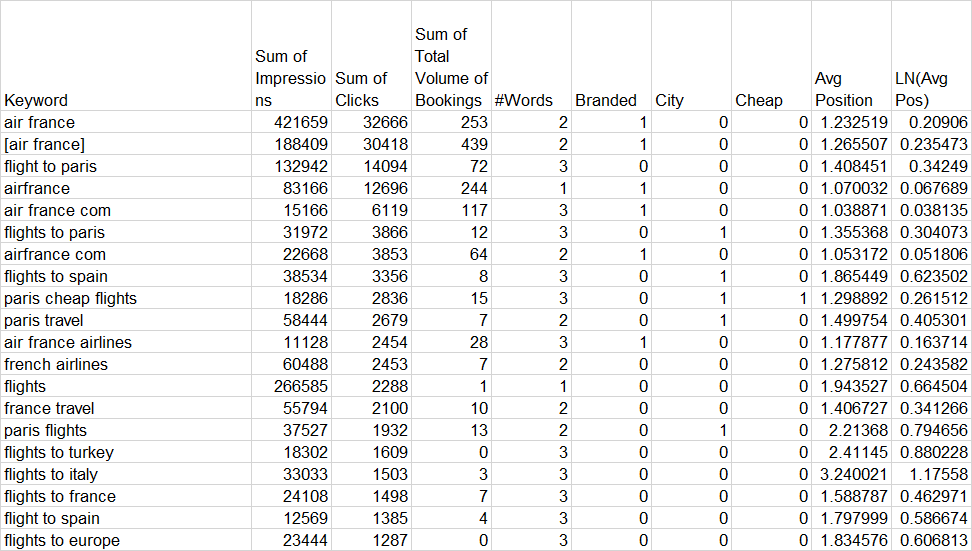 Keyword Sum of Impressions Sum of Clicks Sum of Total Volume of Bookings #Words Branded City Cheap Avg Position LN(Avg Pos)
air france 421659 32666 253 2 1 0 0 1.232519 0.20906
[air france] 188409 30418 439 2 1 0 0 1.265507 0.235473
flight to paris 132942 14094 72 3 0 0 0 1.408451 0.34249
airfrance 83166 12696 244 1 1 0 0 1.070032 0.067689
air france com 15166 6119 117 3 1 0 0 1.038871 0.038135
flights to paris 31972 3866 12 3 0 1 0 1.355368 0.304073
airfrance com 22668 3853 64 2 1 0 0 1.053172 0.051806
flights to spain 38534 3356 8 3 0 1 0 1.865449 0.623502
paris cheap flights 18286 2836 15 3 0 1 1 1.298892 0.261512
paris travel 58444 2679 7 2 0 1 0 1.499754 0.405301
air france airlines 11128 2454 28 3 1 0 0 1.177877 0.163714
french airlines 60488 2453 7 2 0 0 0 1.275812 0.243582
flights 266585 2288 1 1 0 0 0 1.943527 0.664504
france travel 55794 2100 10 2 0 0 0 1.406727 0.341266
paris flights 37527 1932 13 2 0 1 0 2.21368 0.794656
flights to turkey 18302 1609 0 3 0 0 0 2.41145 0.880228
flights to italy 33033 1503 3 3 0 0 0 3.240021 1.17558
flights to france 24108 1498 7 3 0 0 0 1.588787 0.462971
flight to spain 12569 1385 4 3 0 0 0 1.797999 0.586674
flights to europe 23444 1287 0 3 0 0 0 1.834576 0.606813